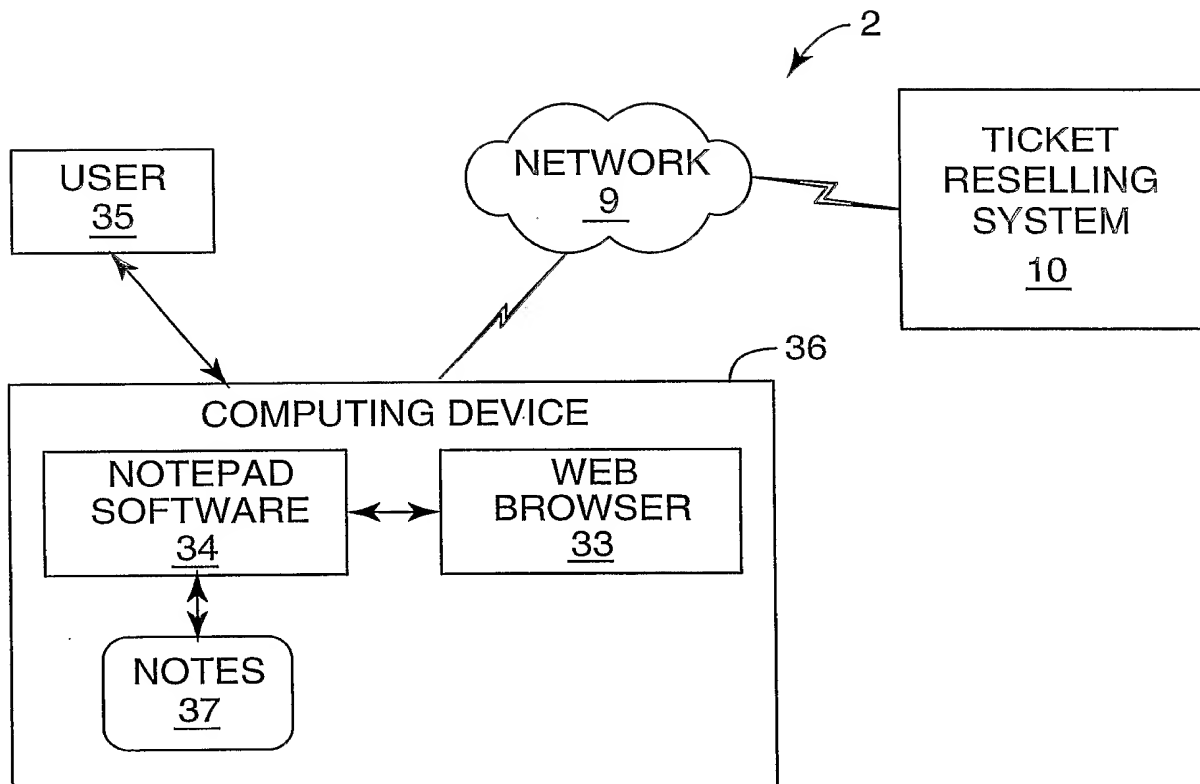 2
USER
35
NETWORK
9
TICKET
RESELLING
SYSTEM
10
36
COMPUTING DEVICE
NOTEPAD
SOFTWARE
34
WEB
BROWSER
33
NOTES
37